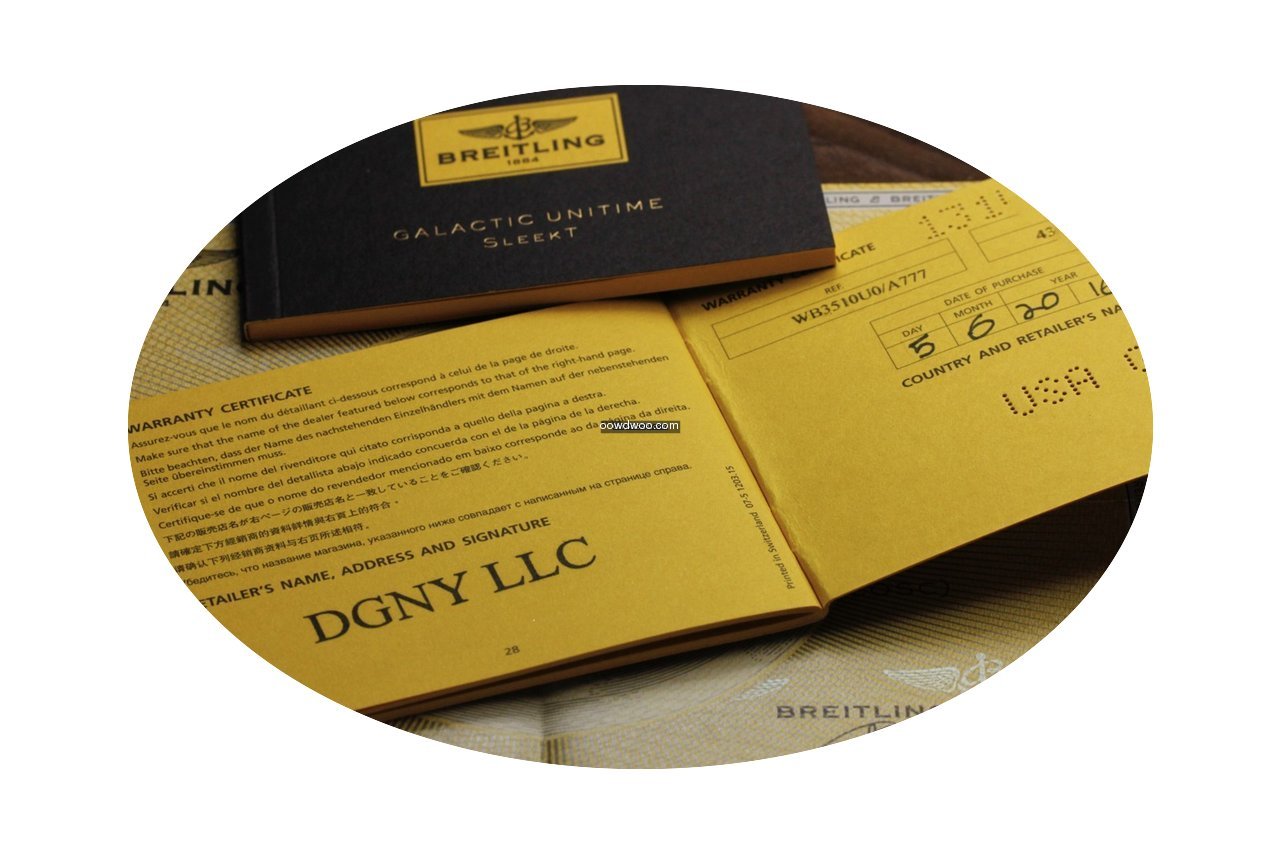 BREITLING
1884
GALACTIC UNITIME
SLEEKT
LING
LING & BREIT
131
WARRANTY CERTIFICATE
REF.
WB3510U0/A777
43
DATE OF PURCHASE
DAY MONTH YEAR
5 6 20 16
COUNTRY AND RETAILER'S NA
USA
WARRANTY CERTIFICATE
Assurez-vous que le nom du détaillant ci-dessous correspond à celui de la page de droite.
Make sure that the name of the dealer featured below corresponds to that of the right-hand page.
Bitte beachten, dass der Name des nachstehenden Einzelhändlers mit dem Namen auf der nebenstehenden
Seite übereinstimmen muss.
Si accerti che il nome del rivenditore qui citato corrisponda a quello della pagina a destra.
Verificar si el nombre del detallista abajo indicado concuerda con el de la página de la derecha.
Certifique-se de que o nome do revendedor mencionado em baixo corresponde ao da página da direita.
下記の販売店名が右ページの販売店名と一致していることをご確認ください。
請確定下方經銷商的資料詳情與右頁上的符合。
请确认下列经销商资料与右页所述相符。
Убедитесь, что название магазина, указанного ниже совпадает с написанным на странице справа.
RETAILER'S NAME, ADDRESS AND SIGNATURE
DGNY LLC
28
Printed in Switzerland 07-S 1203.15
oowdwoo.com
BREITLING